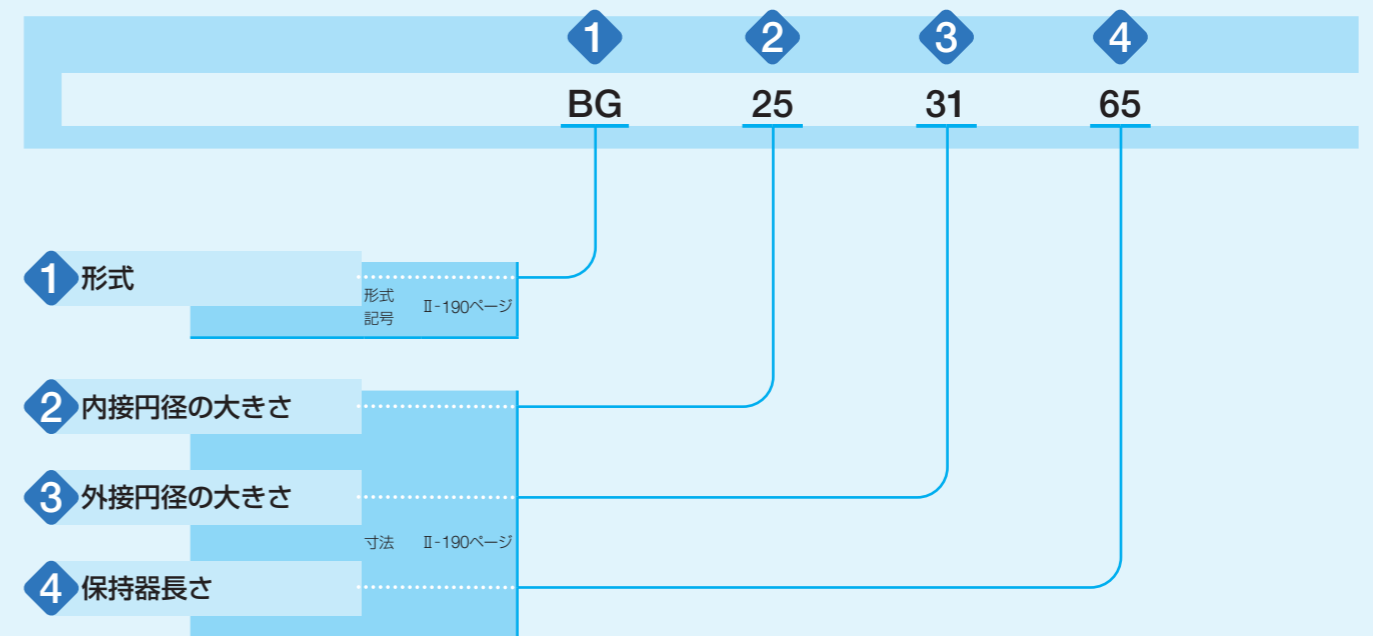 1 2 3 4
BG 25 31 65
1 形式
形式
記号 Ⅱ-190ページ
2 内接円径の大きさ
3 外接円径の大きさ
寸法 Ⅱ-190ページ
4 保持器長さ